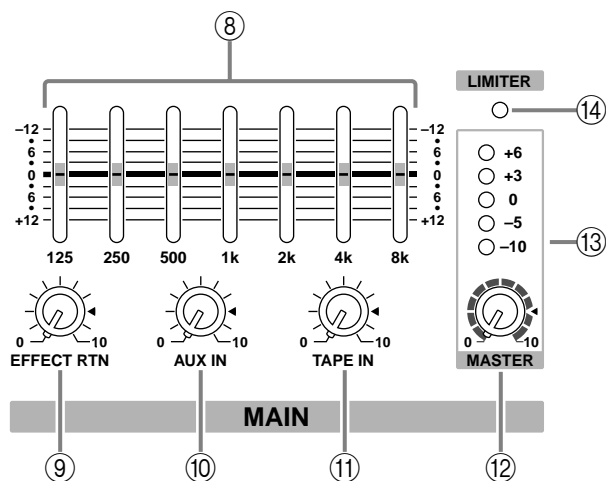 ⑧
LIMITER
⑭
–12 –12
6 6
0 0
6 6
+12 +12
125 250 500 1k 2k 4k 8k
+6
+3
0
–5
–10
⑬
0 10 0 10 0 10 0 10
EFFECT RTN AUX IN TAPE IN MASTER
MAIN
⑨ ⑩ ⑪ ⑫